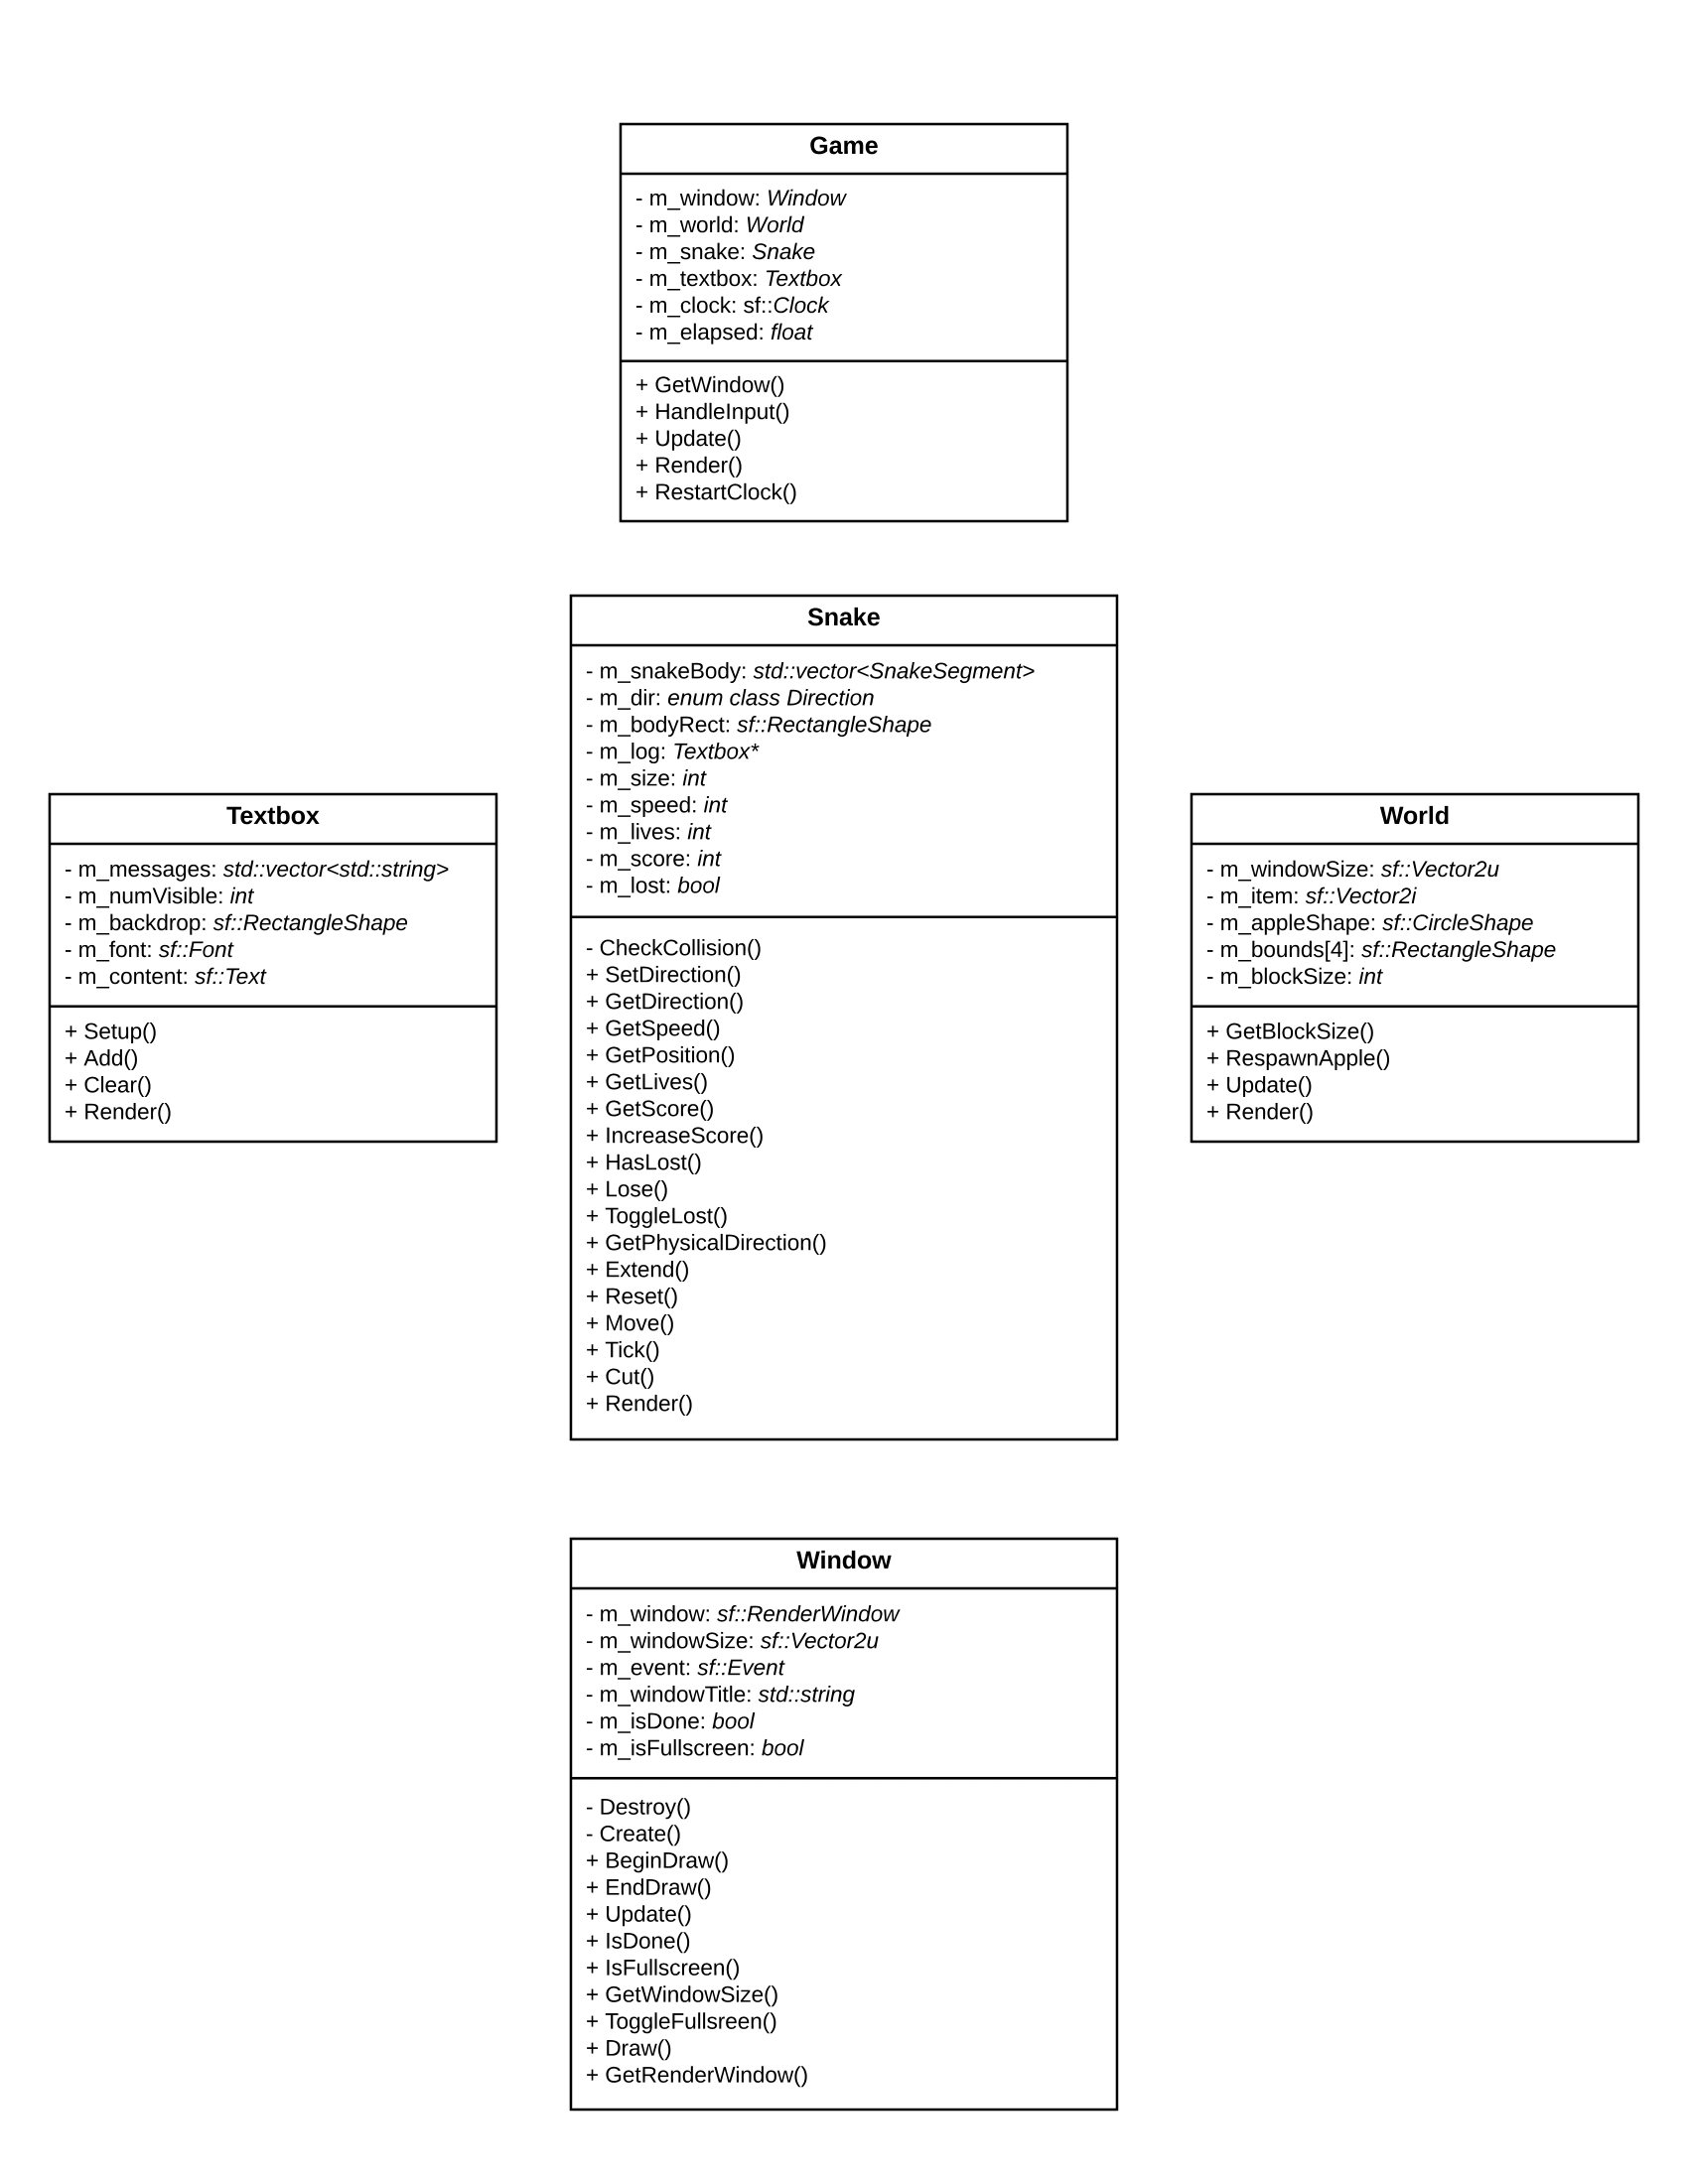 Game
- m_window: Window
- m_world: World
- m_snake: Snake
- m_textbox: Textbox
- m_clock: sf::Clock
- m_elapsed: float
+ GetWindow()
+ HandleInput()
+ Update()
+ Render()
+ RestartClock()
Snake
- m_snakeBody: std::vector<SnakeSegment>
- m_dir: enum class Direction
- m_bodyRect: sf::RectangleShape
- m_log: Textbox*
- m_size: int
- m_speed: int
- m_lives: int
- m_score: int
- m_lost: bool
- CheckCollision()
+ SetDirection()
+ GetDirection()
+ GetSpeed()
+ GetPosition()
+ GetLives()
+ GetScore()
+ IncreaseScore()
+ HasLost()
+ Lose()
+ ToggleLost()
+ GetPhysicalDirection()
+ Extend()
+ Reset()
+ Move()
+ Tick()
+ Cut()
+ Render()
Textbox
- m_messages: std::vector<std::string>
- m_numVisible: int
- m_backdrop: sf::RectangleShape
- m_font: sf::Font
- m_content: sf::Text
+ Setup()
+ Add()
+ Clear()
+ Render()
World
- m_windowSize: sf::Vector2u
- m_item: sf::Vector2i
- m_appleShape: sf::CircleShape
- m_bounds[4]: sf::RectangleShape
- m_blockSize: int
+ GetBlockSize()
+ RespawnApple()
+ Update()
+ Render()
Window
- m_window: sf::RenderWindow
- m_windowSize: sf::Vector2u
- m_event: sf::Event
- m_windowTitle: std::string
- m_isDone: bool
- m_isFullscreen: bool
- Destroy()
- Create()
+ BeginDraw()
+ EndDraw()
+ Update()
+ IsDone()
+ IsFullscreen()
+ GetWindowSize()
+ ToggleFullsreen()
+ Draw()
+ GetRenderWindow()